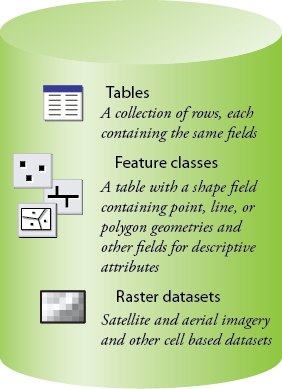 Tables
A collection of rows, each
containing the same fields
Feature classes
A table with a shape field
containing point, line, or
polygon geometries and
other fields for descriptive
attributes
Raster datasets
Satellite and aerial imagery
and other cell based datasets